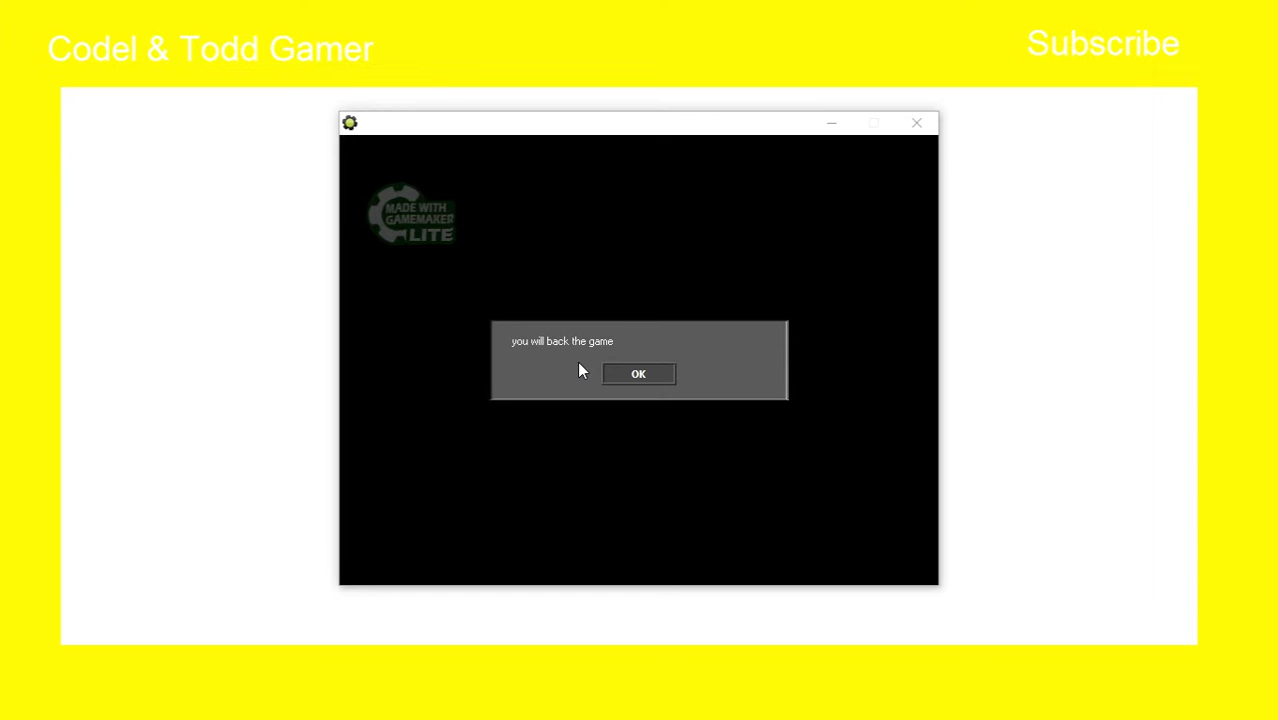 Codel & Todd Gamer
Subscribe
MADE WITH
GAMEMAKER
LITE
you will back the game
OK